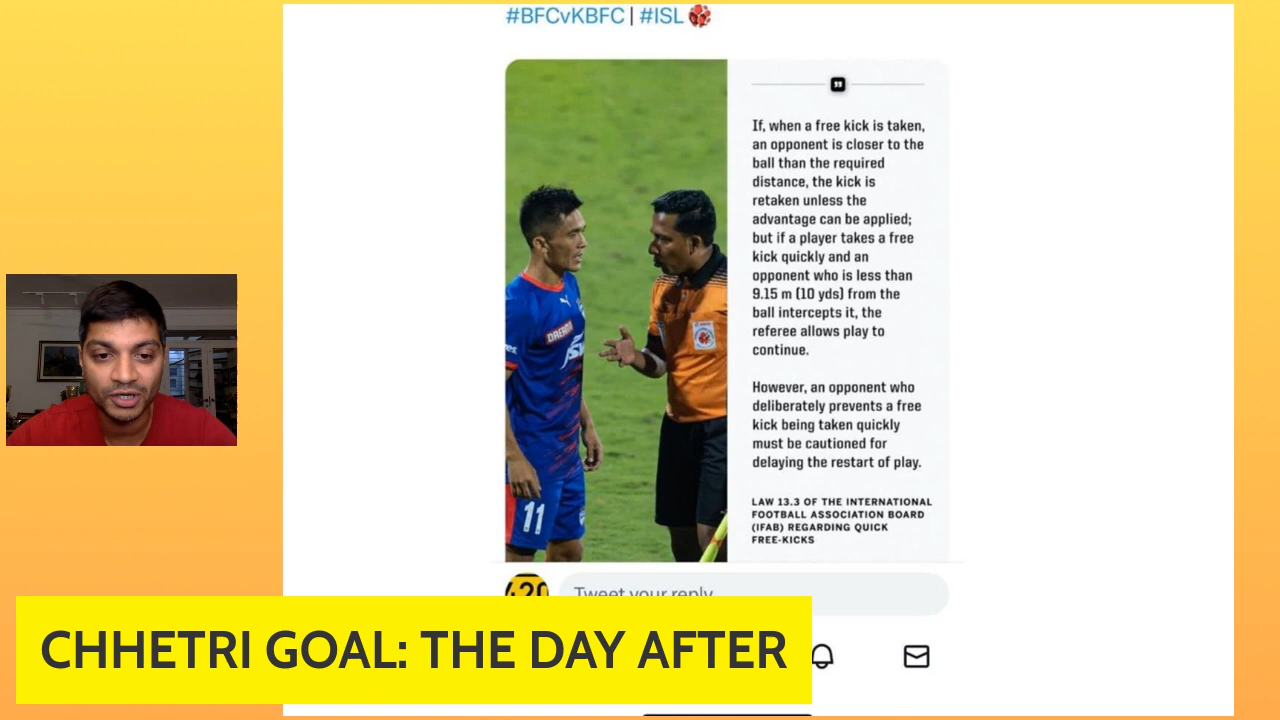 #BFCvKBFC | #ISL
If, when a free kick is taken,
an opponent is closer to the
ball than the required
distance, the kick is
retaken unless the
advantage can be applied;
but if a player takes a free
kick quickly and an
opponent who is less than
9.15 m (10 yds) from the
ball intercepts it, the
referee allows play to
continue.
However, an opponent who
deliberately prevents a free
kick being taken quickly
must be cautioned for
delaying the restart of play.
LAW 13.3 OF THE INTERNATIONAL
FOOTBALL ASSOCIATION BOARD
(IFAB) REGARDING QUICK
FREE-KICKS
DREAM11
JSW
11
Tweet your reply
CHHETRI GOAL: THE DAY AFTER